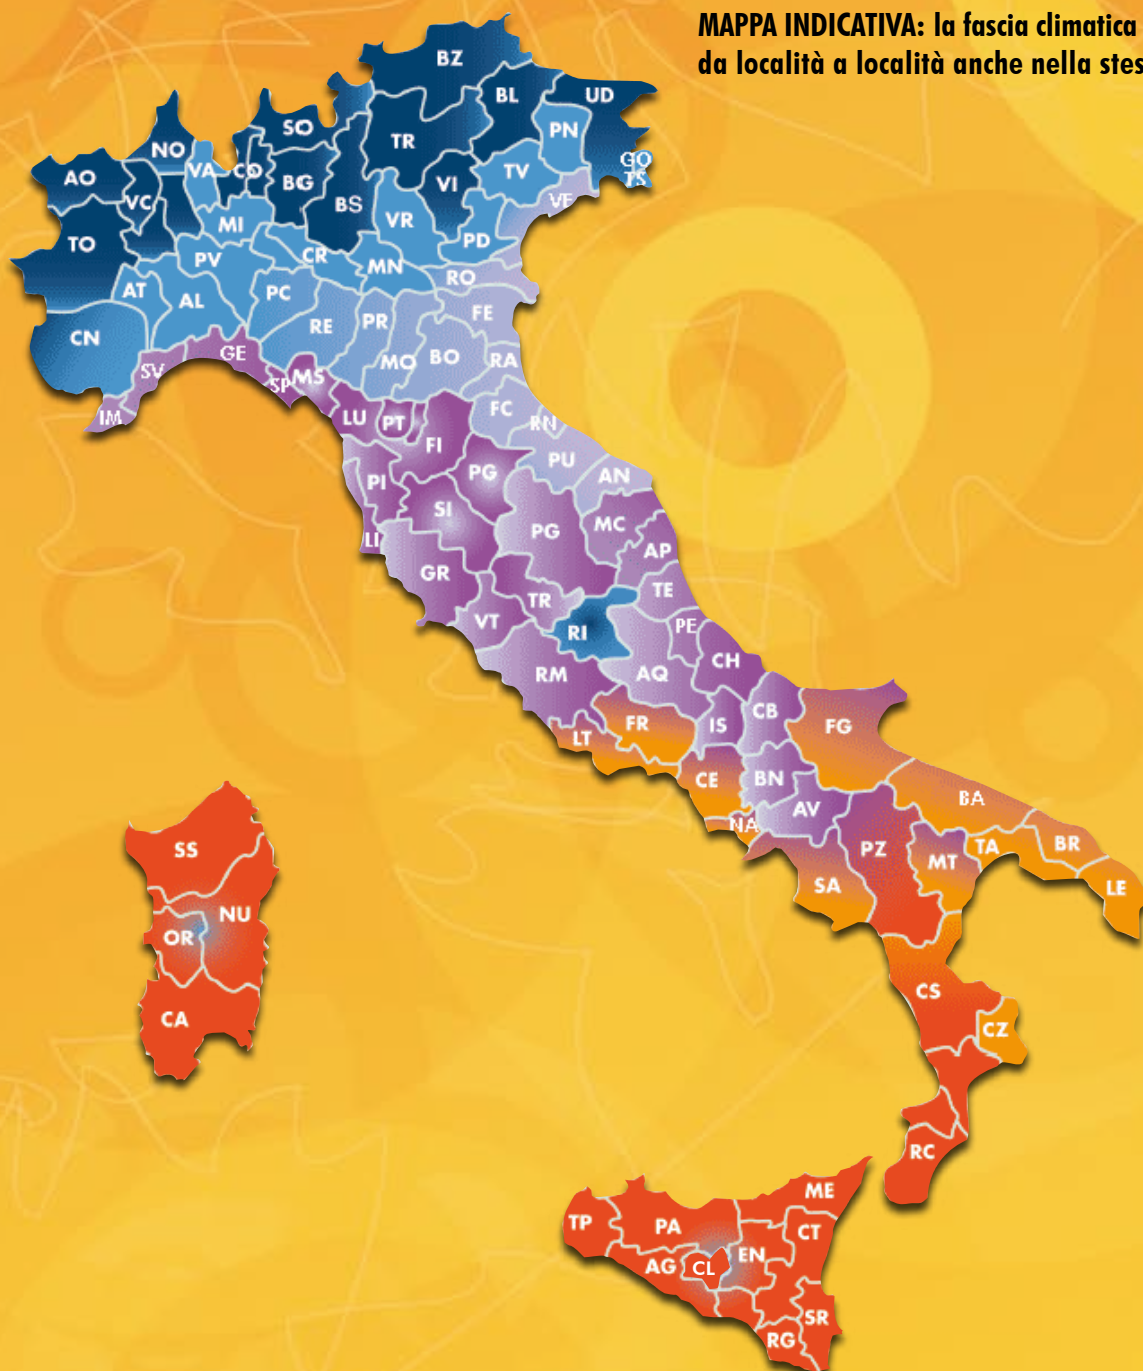 MAPPA INDICATIVA: la fascia climatica
da località a località anche nella stes
BZ
BL
UD
SO
TR
PN
NO
VA
CO
BG
BS
VI
TV
GO
TS
AO
VC
VE
MI
VR
TO
PV
CR
MN
PD
RO
AT
AL
PC
FE
CN
RE
PR
MO
BO
RA
GE
SV
SP
MS
IM
LU
PT
FI
FC
RN
PU
PI
PG
AN
SI
PG
MC
LI
AP
GR
TR
TE
VT
RI
PE
CH
RM
AQ
IS
CB
FG
LT
FR
CE
BN
AV
BA
NA
SA
PZ
MT
TA
BR
LE
SS
NU
OR
CA
CS
CZ
RC
ME
TP
PA
CT
AG
CL
EN
SR
RG